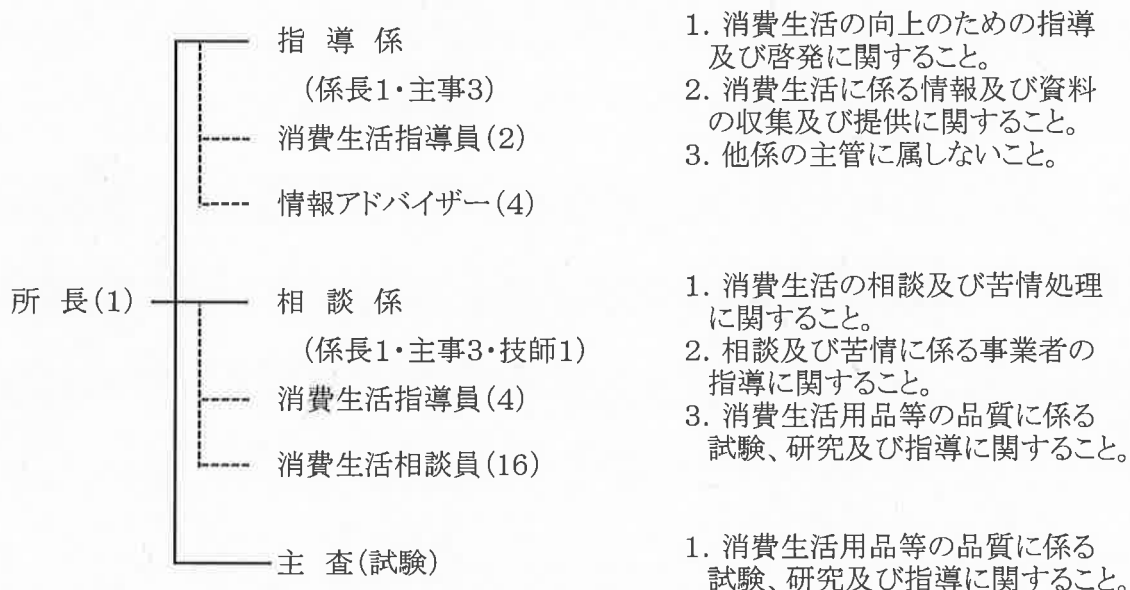 指 導 係
(係長1・主事3)
消費生活指導員(2)
情報アドバイザー(4)
1. 消費生活の向上のための指導
及び啓発に関すること。
2. 消費生活に係る情報及び資料
の収集及び提供に関すること。
3. 他係の主管に属しないこと。
所 長(1)
相 談 係
(係長1・主事3・技師1)
消費生活指導員(4)
消費生活相談員(16)
1. 消費生活の相談及び苦情処理
に関すること。
2. 相談及び苦情に係る事業者の
指導に関すること。
3. 消費生活用品等の品質に係る
試験、研究及び指導に関すること。
主 査(試験)
1. 消費生活用品等の品質に係る
試験、研究及び指導に関すること。